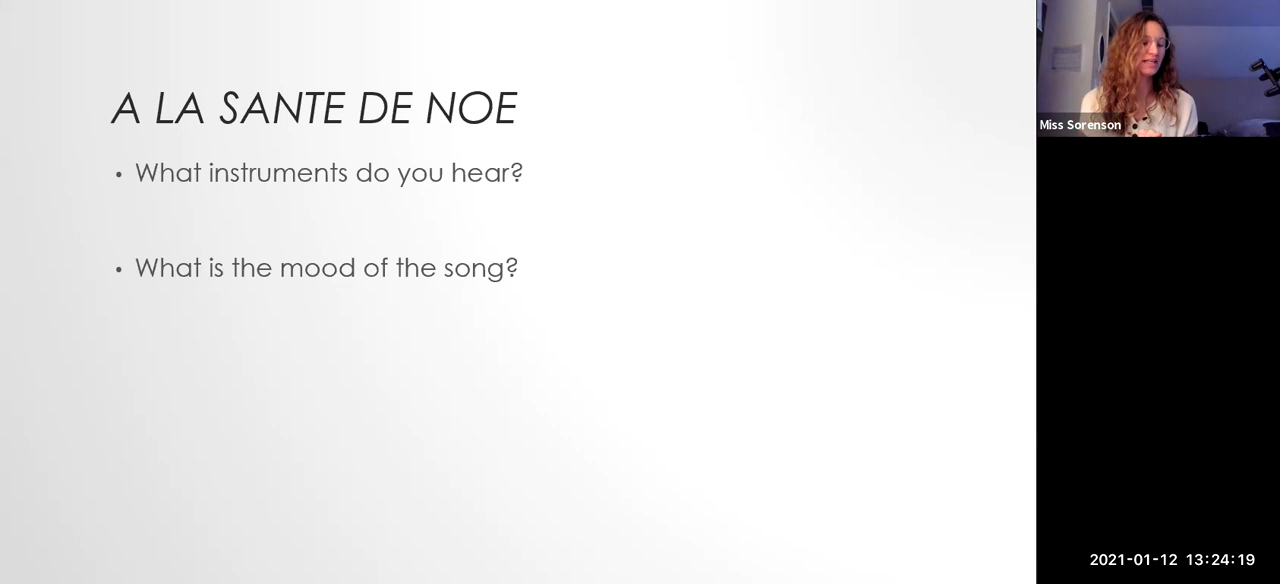 A LA SANTE DE NOE
• What instruments do you hear?
• What is the mood of the song?
Miss Sorenson
2021-01-12 13:24:19